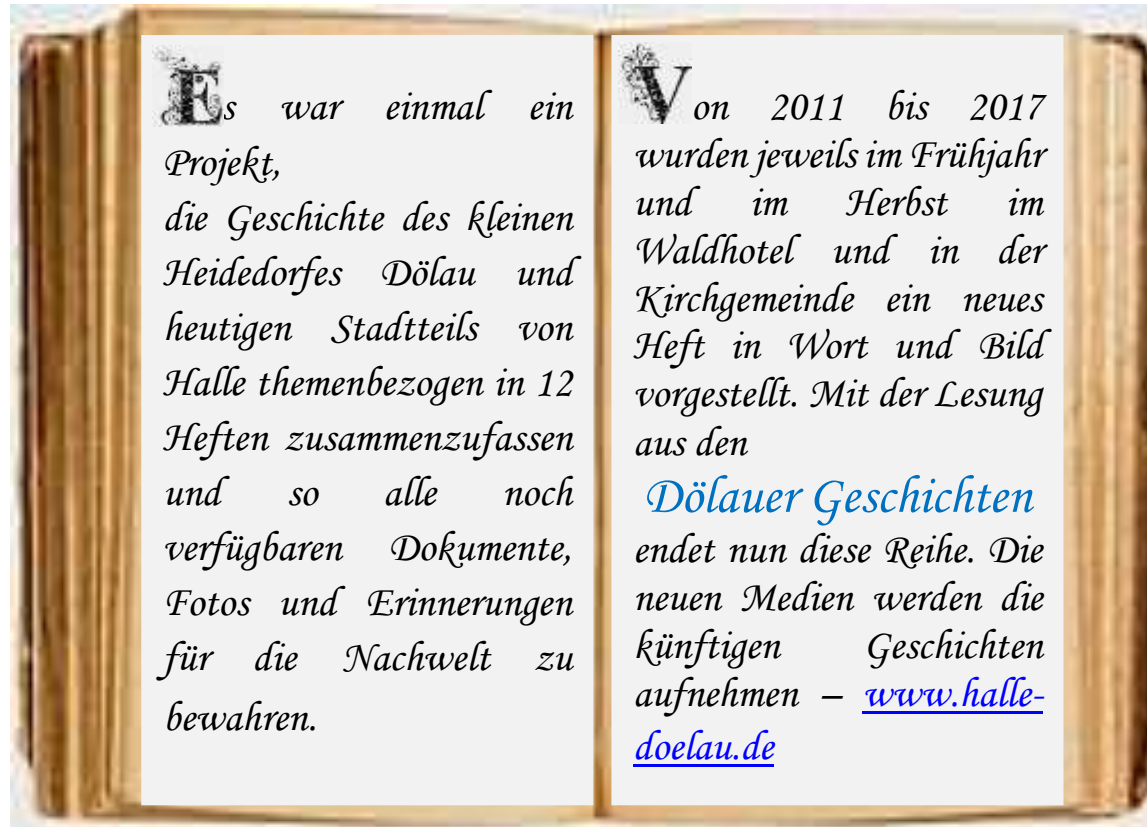 Es war einmal ein
Projekt,
die Geschichte des kleinen
Heidedorfes Dölau und
heutigen Stadtteils von
Halle themenbezogen in 12
Heften zusammenzufassen
und so alle noch
verfügbaren Dokumente,
Fotos und Erinnerungen
für die Nachwelt zu
bewahren.
Von 2011 bis 2017
wurden jeweils im Frühjahr
und im Herbst im
Waldhotel und in der
Kirchgemeinde ein neues
Heft in Wort und Bild
vorgestellt. Mit der Lesung
aus den
Dölauer Geschichten
endet nun diese Reihe. Die
neuen Medien werden die
künftigen Geschichten
aufnehmen – www.halle-
doelau.de